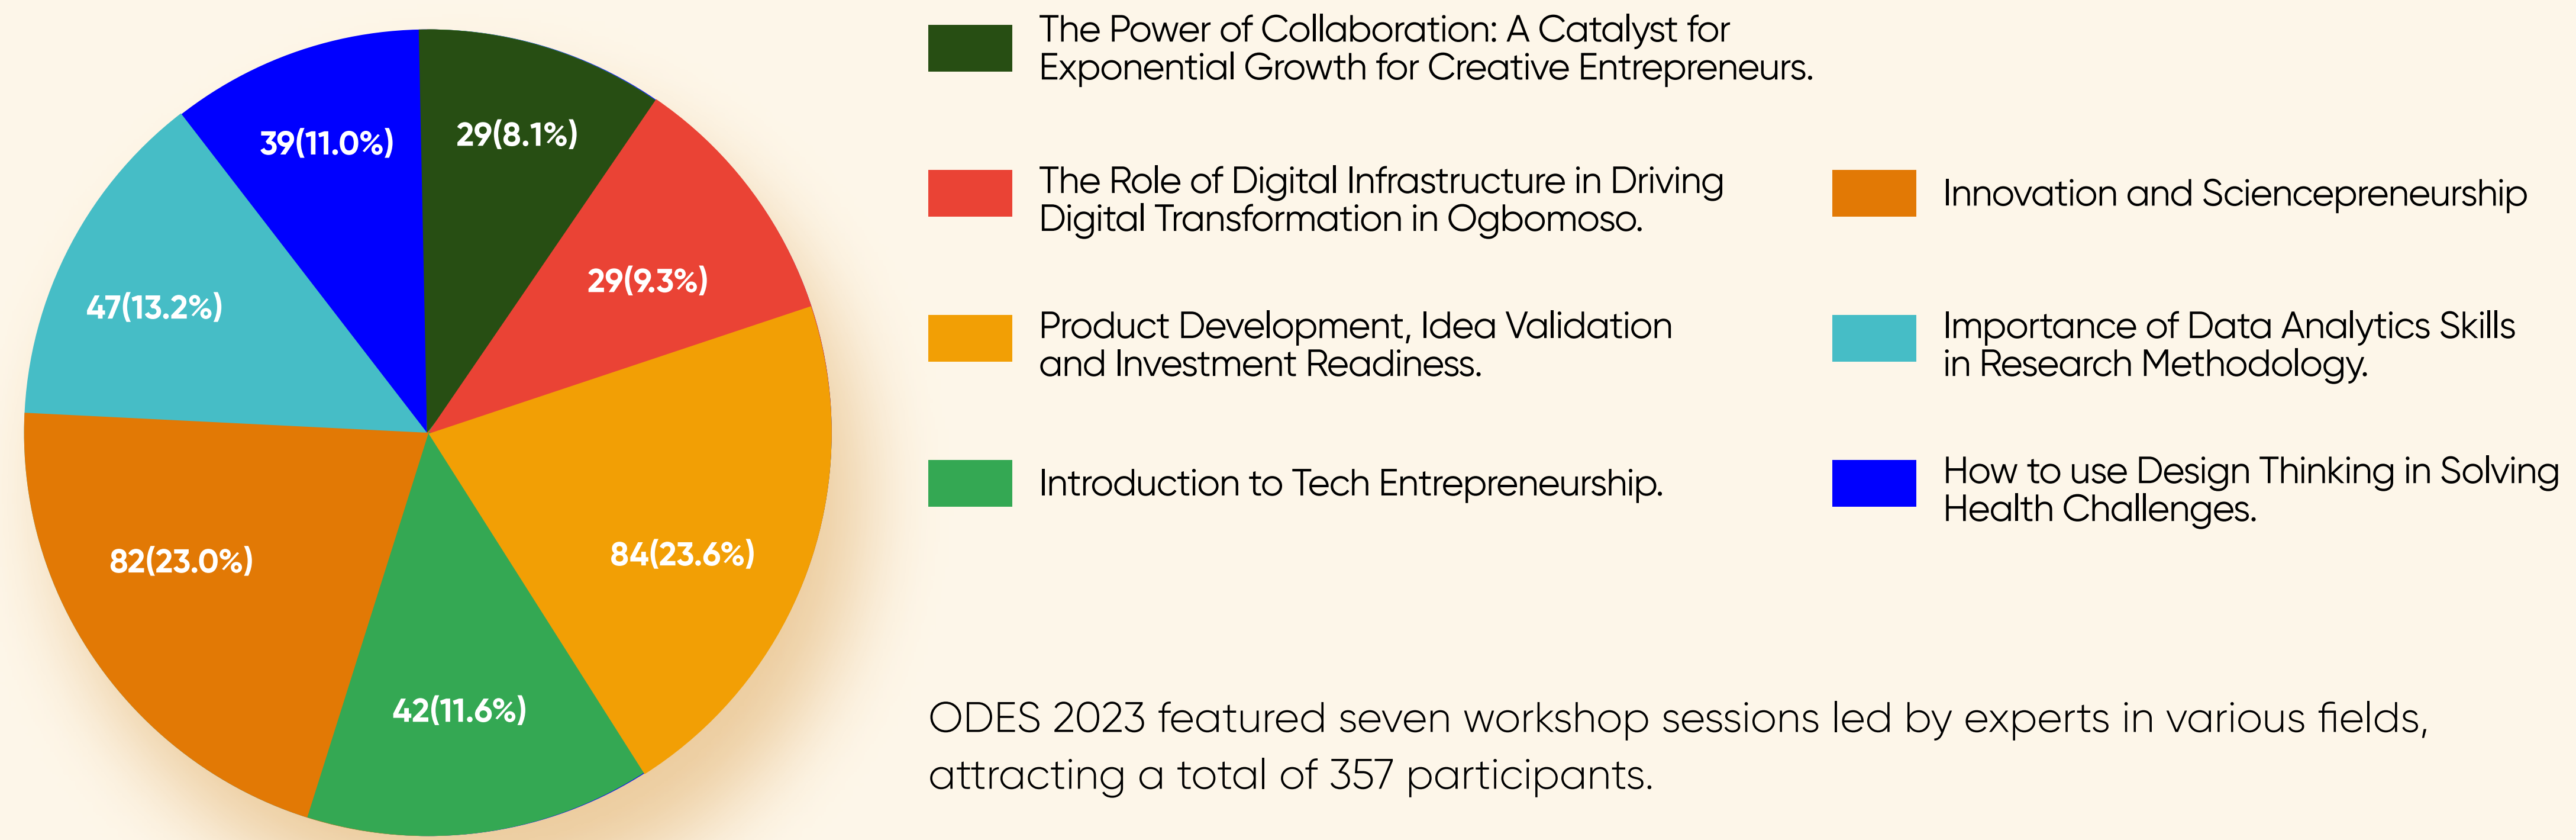 39(11.0%)
29(8.1%)
29(9.3%)
47(13.2%)
82(23.0%)
84(23.6%)
42(11.6%)
The Power of Collaboration: A Catalyst for
Exponential Growth for Creative Entrepreneurs.
The Role of Digital Infrastructure in Driving
Digital Transformation in Ogbomoso.
Product Development, Idea Validation
and Investment Readiness.
Introduction to Tech Entrepreneurship.
Innovation and Sciencepreneurship
Importance of Data Analytics Skills
in Research Methodology.
How to use Design Thinking in Solving
Health Challenges.
ODES 2023 featured seven workshop sessions led by experts in various fields,
attracting a total of 357 participants.